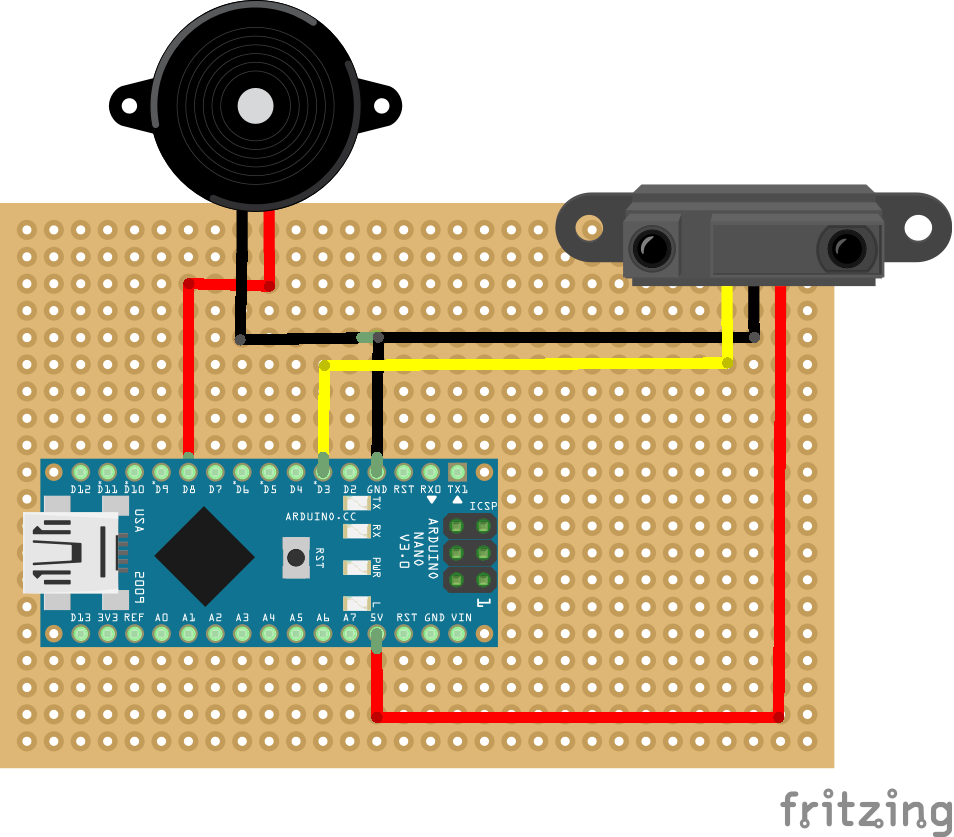 D12 D11 D10 D9 D8 D7 D6 D5 D4 D3 D2 GND RST RX0 TX1
ICSP
USA
TX
ARDUINO.CC
RX
RST
PWR
L
2009
ARDUINO
NANO
V3.0
1
D13 3V3 REF A0 A1 A2 A3 A4 A5 A6 A7 5V RST GND VIN
fritzing